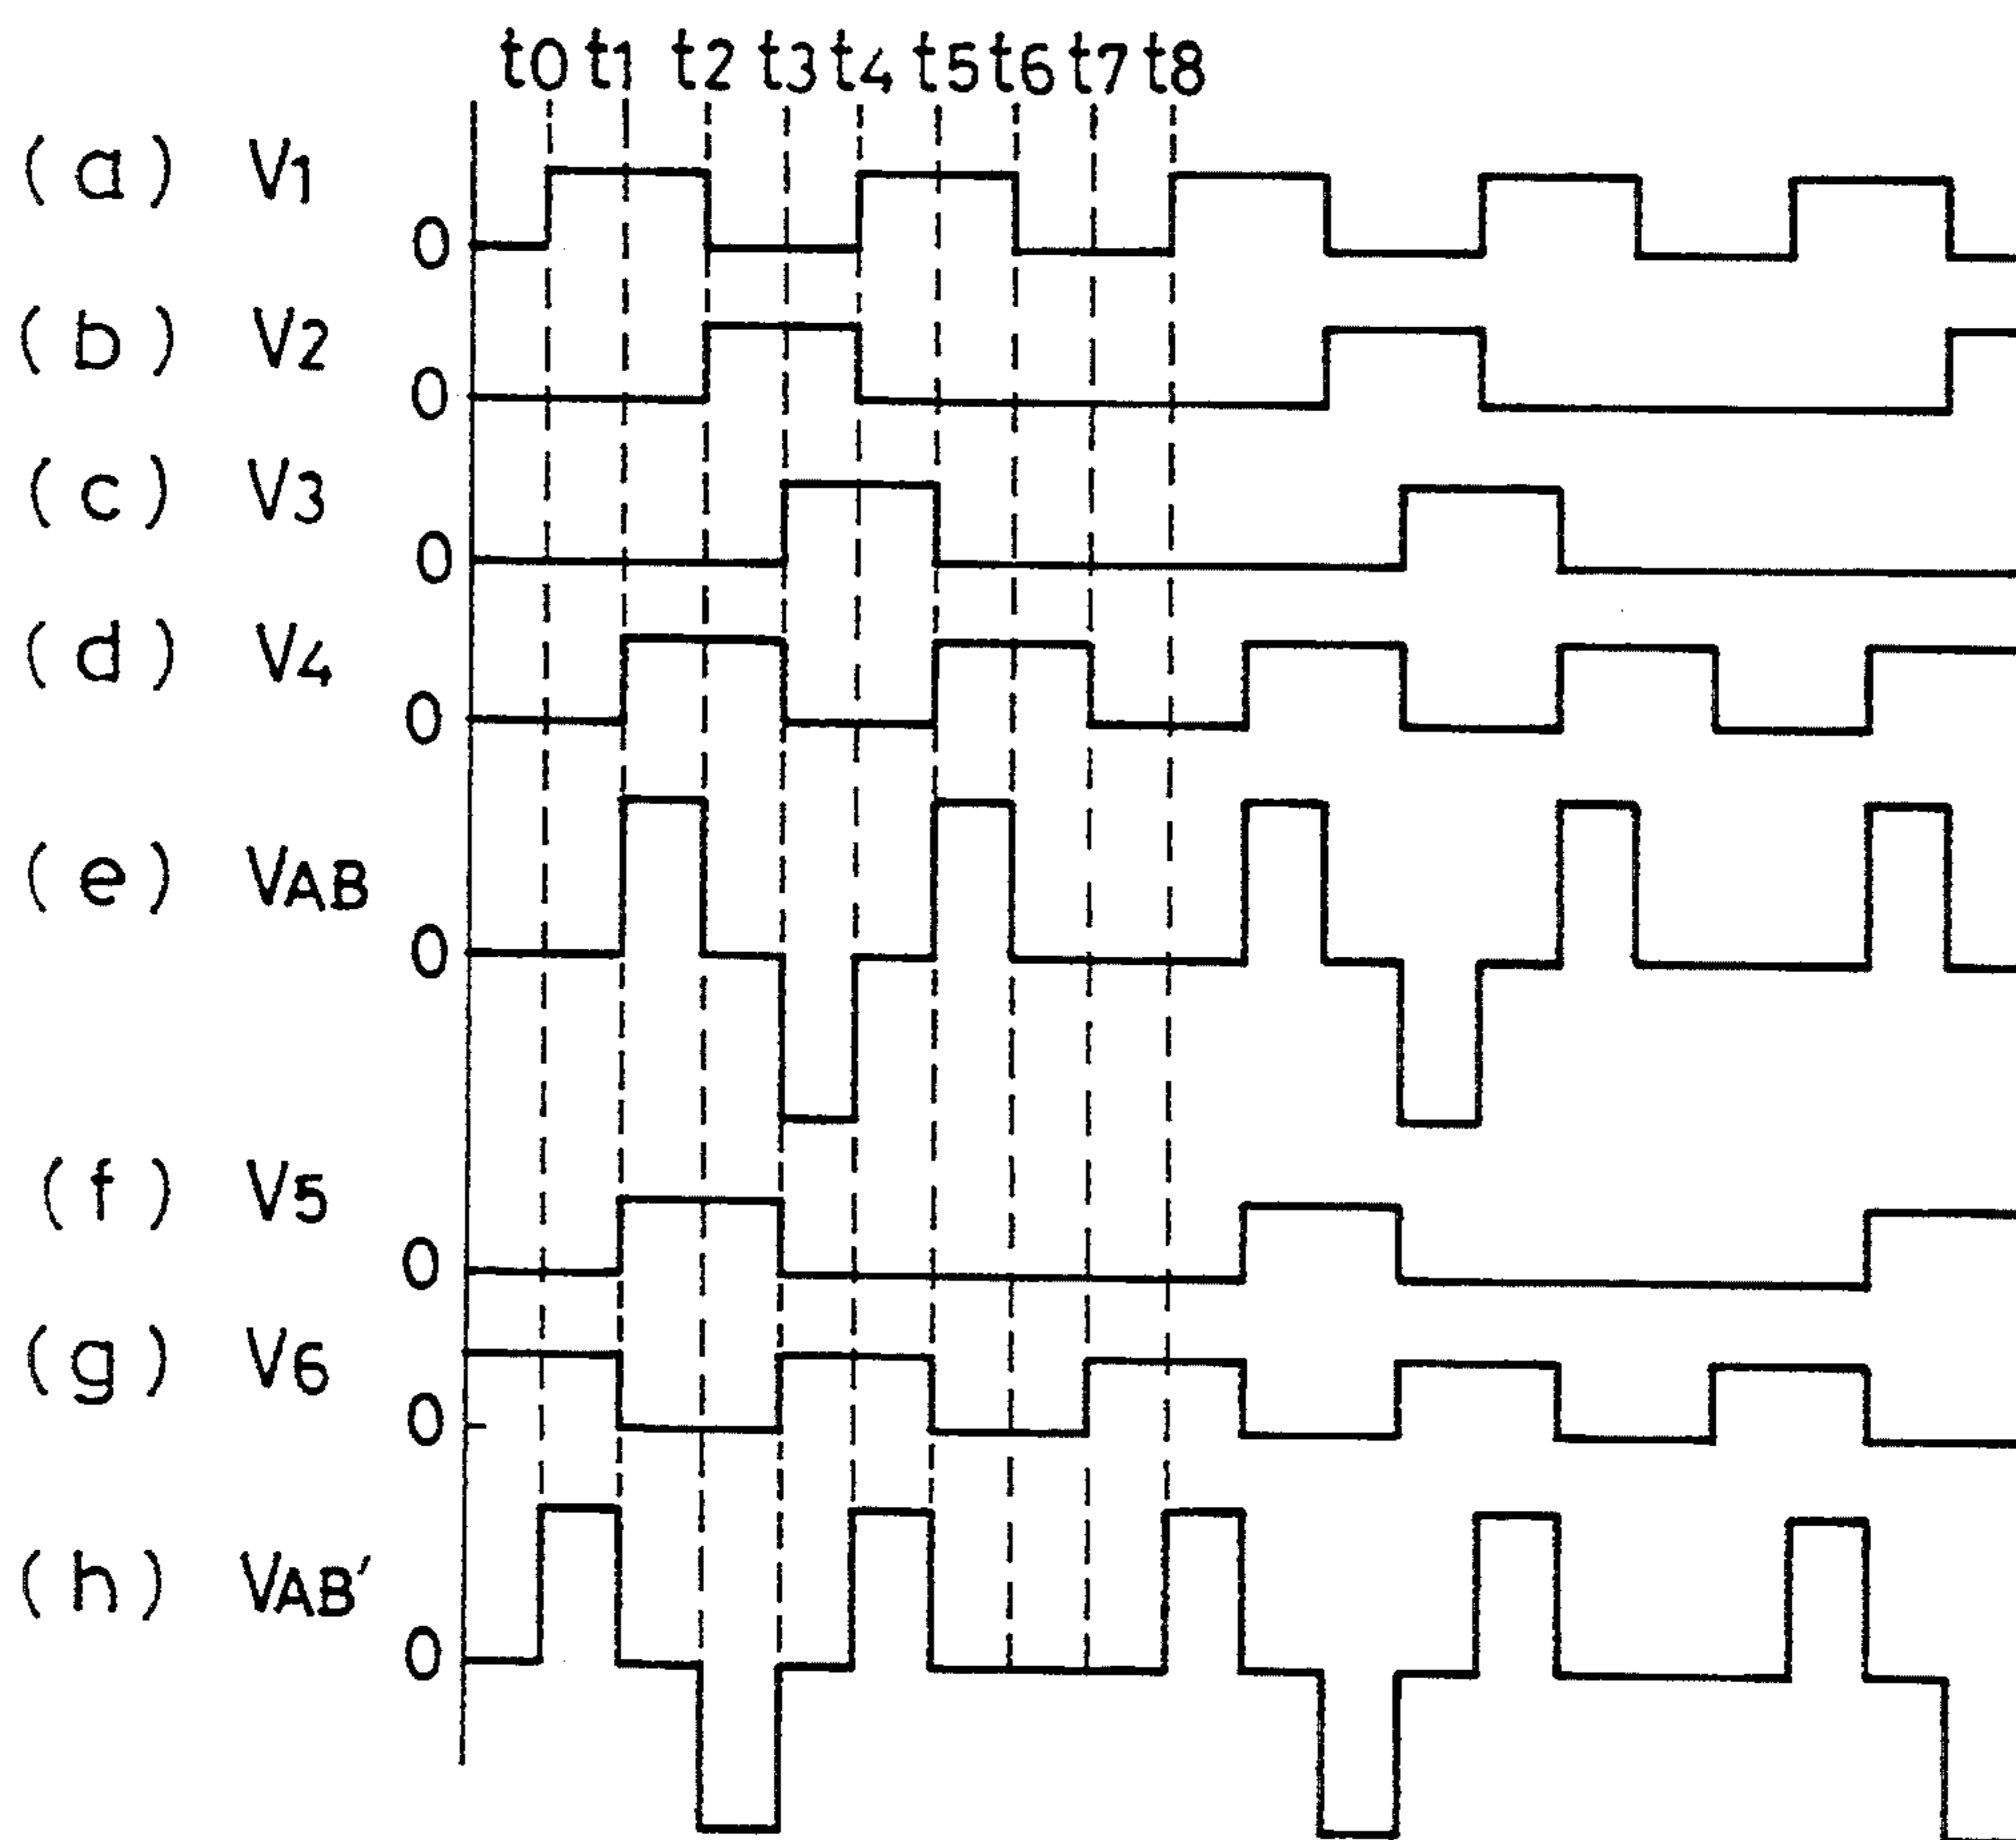 t0 t1 t2 t3 t4 t5 t6 t7 t8
(a) V1
0
(b) V2
0
(c) V3
0
(d) V4
0
(e) VAB
0
(f) V5
0
(g) V6
0
(h) VAB'
0